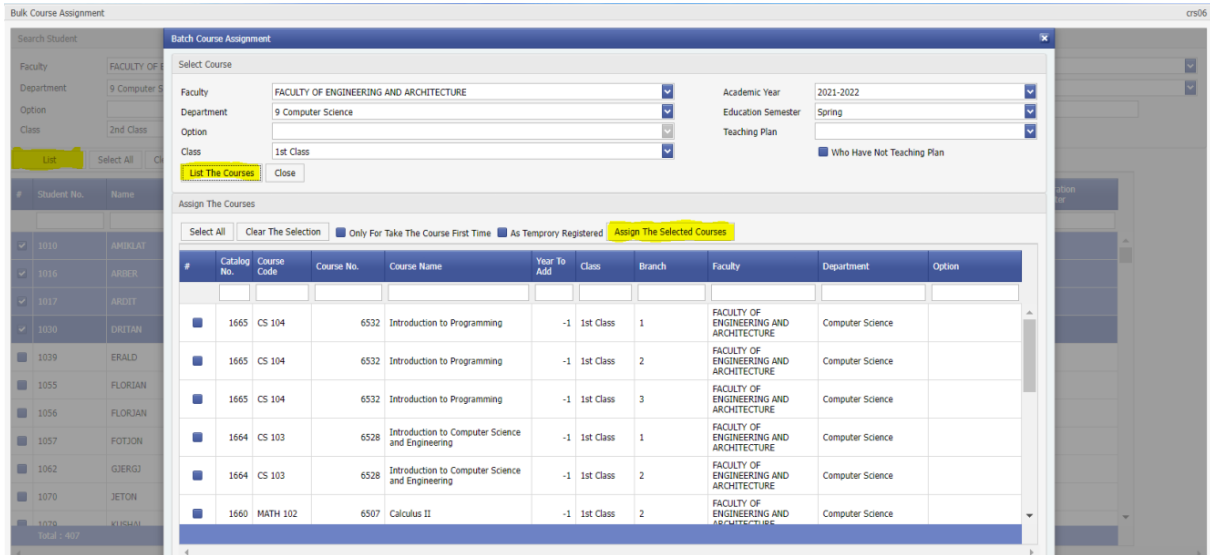 Bulk Course Assignment crs06
Search Student
Batch Course Assignment
Select Course
Faculty FACULTY OF E
Faculty FACULTY OF ENGINEERING AND ARCHITECTURE Academic Year 2021-2022
Department 9 Computer S
Department 9 Computer Science Education Semester Spring
Option
Option Teaching Plan
Class 2nd Class
Class 1st Class Who Have Not Teaching Plan
List Select All
List The Courses Close
# Student No. Name
Assign The Courses
Select All Clear The Selection Only For Take The Course First Time As Temprory Registered Assign The Selected Courses
# Catalog No. Course Code Course No. Course Name Year To Add Class Branch Faculty Department Option
1010 AMIKLAT
1016 ARBER
1017 ARDIT
1030 DRITAN
1039 ERALD
1055 FLORIAN
1056 FLORJAN
1057 FOTJON
1062 GJERGJ
1070 JETON
1079
Total : 407
1665 CS 104 6532 Introduction to Programming -1 1st Class 1 FACULTY OF ENGINEERING AND ARCHITECTURE Computer Science
1665 CS 104 6532 Introduction to Programming -1 1st Class 2 FACULTY OF ENGINEERING AND ARCHITECTURE Computer Science
1665 CS 104 6532 Introduction to Programming -1 1st Class 3 FACULTY OF ENGINEERING AND ARCHITECTURE Computer Science
1664 CS 103 6528 Introduction to Computer Science and Engineering -1 1st Class 1 FACULTY OF ENGINEERING AND ARCHITECTURE Computer Science
1664 CS 103 6528 Introduction to Computer Science and Engineering -1 1st Class 2 FACULTY OF ENGINEERING AND ARCHITECTURE Computer Science
1660 MATH 102 6507 Calculus II -1 1st Class 2 FACULTY OF ENGINEERING AND ARCHITECTURE Computer Science